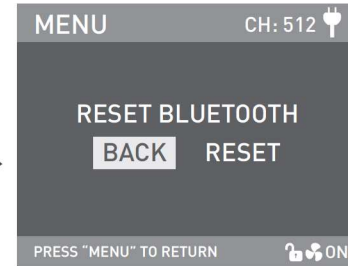 MENU CH: 512
RESET BLUETOOTH
BACK RESET
PRESS "MENU" TO RETURN ON